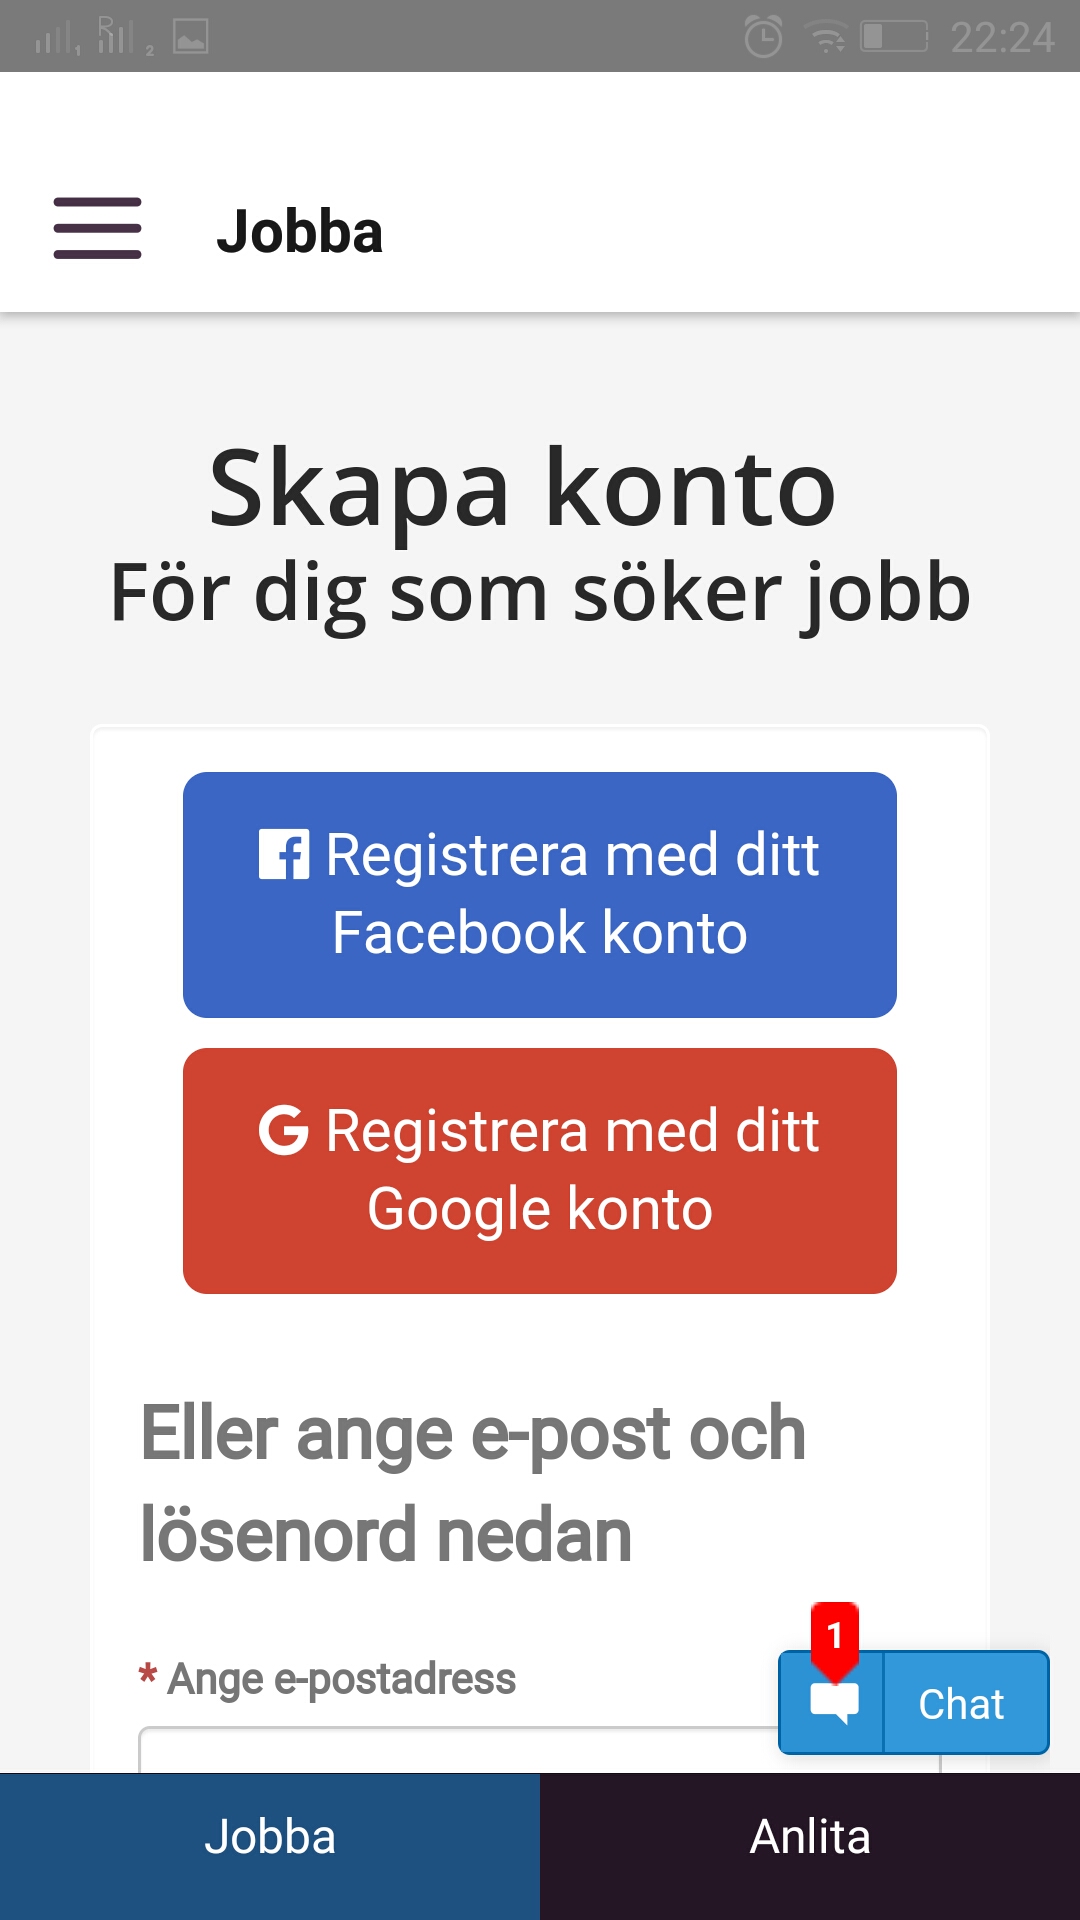 22:24
Jobba
Skapa konto
För dig som söker jobb
Registrera med ditt
Facebook konto
Registrera med ditt
Google konto
Eller ange e-post och
lösenord nedan
* Ange e-postadress
1
Chat
Jobba
Anlita